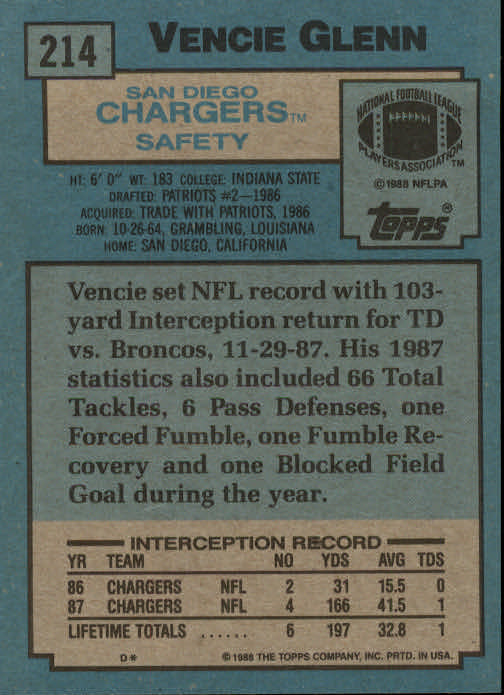 214
VENCIE GLENN
SAN DIEGO
CHARGERS™
SAFETY
NATIONAL FOOTBALL LEAGUE
PLAYERS ASSOCIATION™
©1988 NFLPA
TOPPS®
HT: 6' 0" WT: 183 COLLEGE: INDIANA STATE
DRAFTED: PATRIOTS #2—1986
ACQUIRED: TRADE WITH PATRIOTS, 1986
BORN: 10-26-64, GRAMBLING, LOUISIANA
HOME: SAN DIEGO, CALIFORNIA
Vencie set NFL record with 103-
yard Interception return for TD
vs. Broncos, 11-29-87. His 1987
statistics also included 66 Total
Tackles, 6 Pass Defenses, one
Forced Fumble, one Fumble Re-
covery and one Blocked Field
Goal during the year.
INTERCEPTION RECORD
YR TEAM NO YDS AVG TDS
86 CHARGERS NFL 2 31 15.5 0
87 CHARGERS NFL 4 166 41.5 1
LIFETIME TOTALS ...... 6 197 32.8 1
D* ©1988 THE TOPPS COMPANY, INC. PRTD. IN USA.